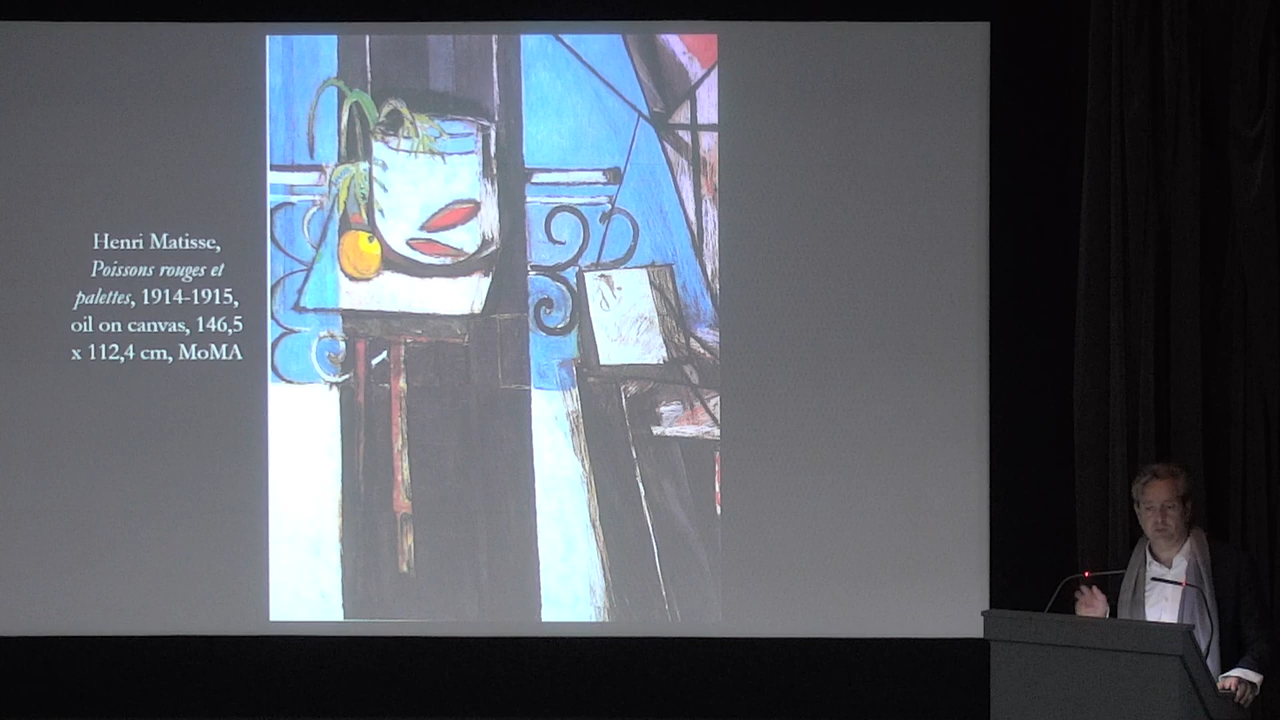 Henri Matisse,
Poissons rouges et
palettes, 1914-1915,
oil on canvas, 146,5
x 112,4 cm, MoMA